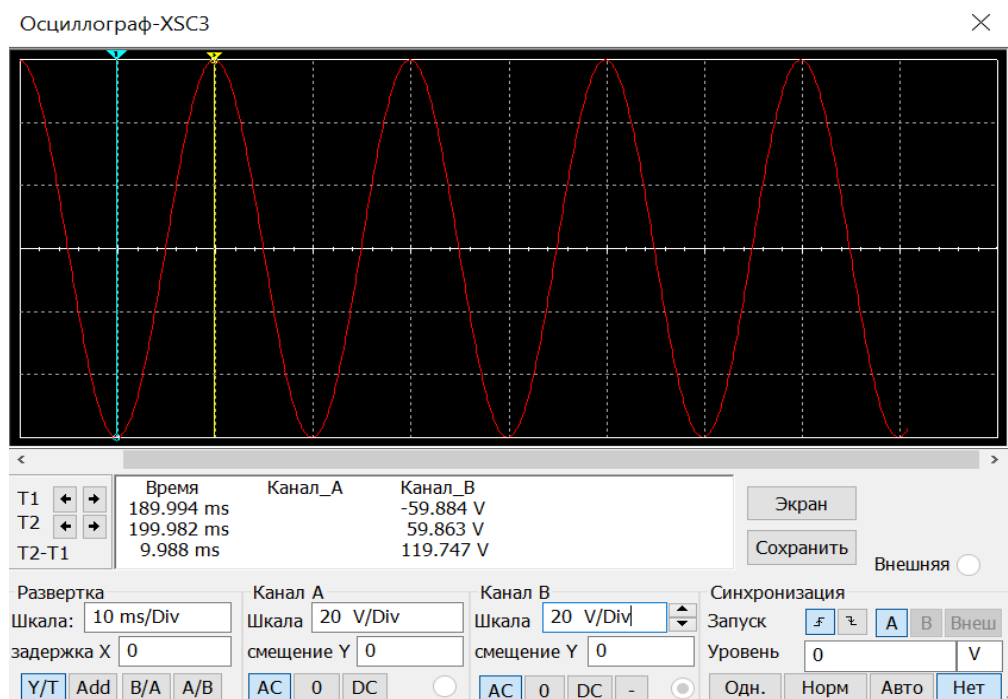 Осциллограф-XSC3
1
T1
T2
T2-T1
Время Канал_A Канал_B
189.994 ms -59.884 V
199.982 ms 59.863 V
9.988 ms 119.747 V
Экран
Сохранить
Внешняя
Развертка
Шкала: 10 ms/Div
задержка X 0
Y/T Add B/A A/B
Канал A
Шкала 20 V/Div
смещение Y 0
AC 0 DC
Канал B
Шкала 20 V/Div
смещение Y 0
AC 0 DC -
Синхронизация
Запуск A B Внеш
Уровень 0 V
Одн. Норм Авто Нет